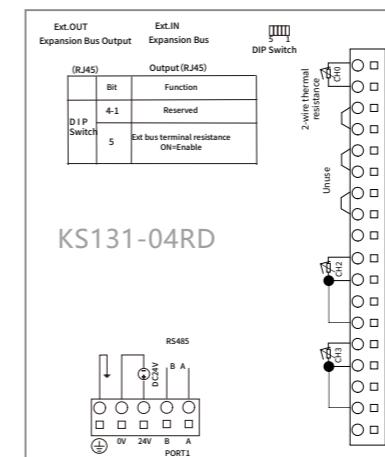 Ext.OUT
Ext.IN
Expansion Bus Output
Expansion Bus
5 1
DIP Switch
(RJ45)
Output (RJ45)
Bit
Function
DIP
Switch
4-1
Reserved
5
Ext bus terminal resistance
ON=Enable
CH0
2-wire thermal
resistance
Unuse
KS131-04RD
CH2
CH3
RS485
DC24V
B A
0V 24V B A
PORT1